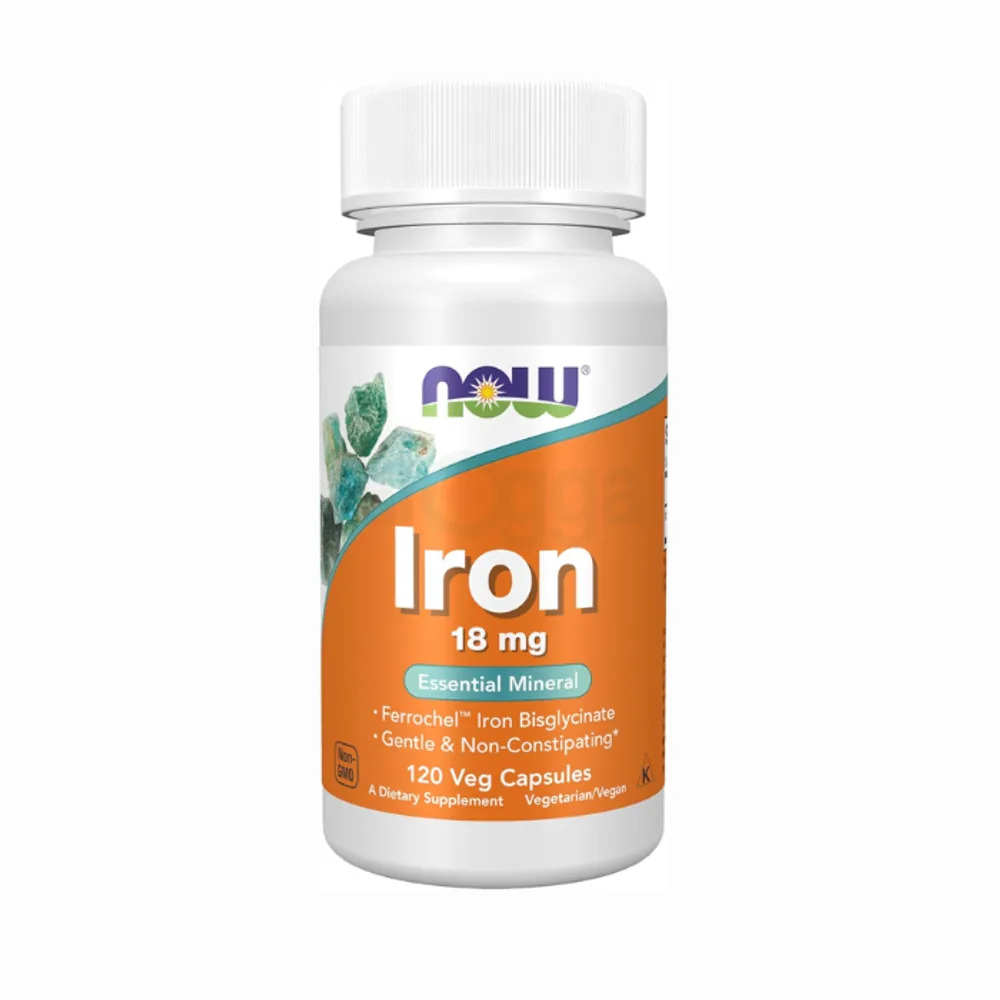 now®
Iron
18 mg
Essential Mineral
• Ferrochel™ Iron Bisglycinate
• Gentle & Non-Constipating*
Non-
GMO
120 Veg Capsules
A Dietary Supplement Vegetarian/Vegan
K